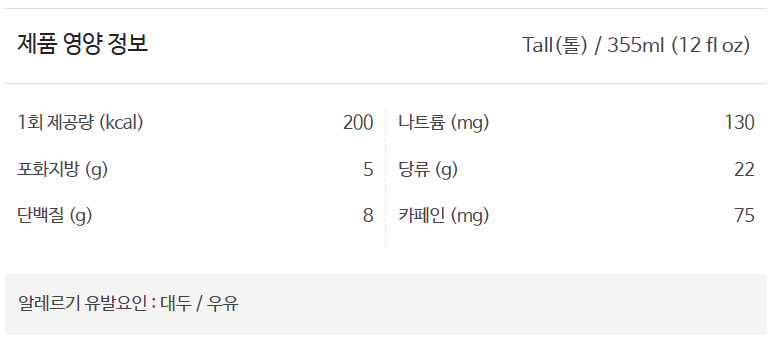 제품 영양 정보 Tall(톨) / 355ml (12 fl oz)
1회 제공량 (kcal) 200 나트륨 (mg) 130
포화지방 (g) 5 당류 (g) 22
단백질 (g) 8 카페인 (mg) 75
알레르기 유발요인 : 대두 / 우유